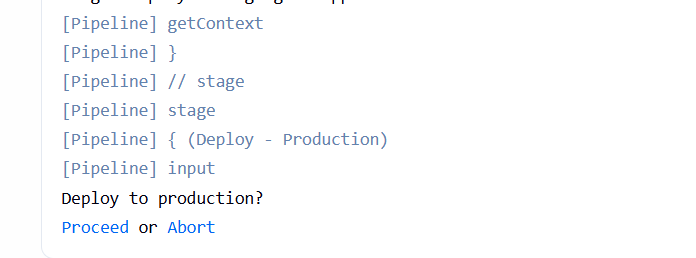 [Pipeline] getContext
[Pipeline] }
[Pipeline] // stage
[Pipeline] stage
[Pipeline] { (Deploy - Production)
[Pipeline] input
Deploy to production?
Proceed or Abort